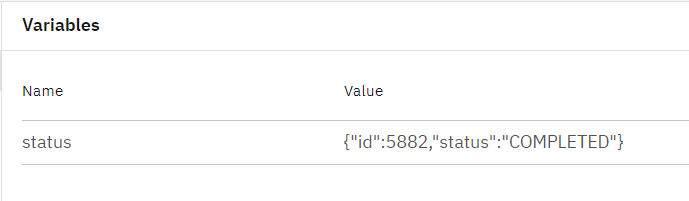 Variables
Name Value
status {"id":5882,"status":"COMPLETED"}